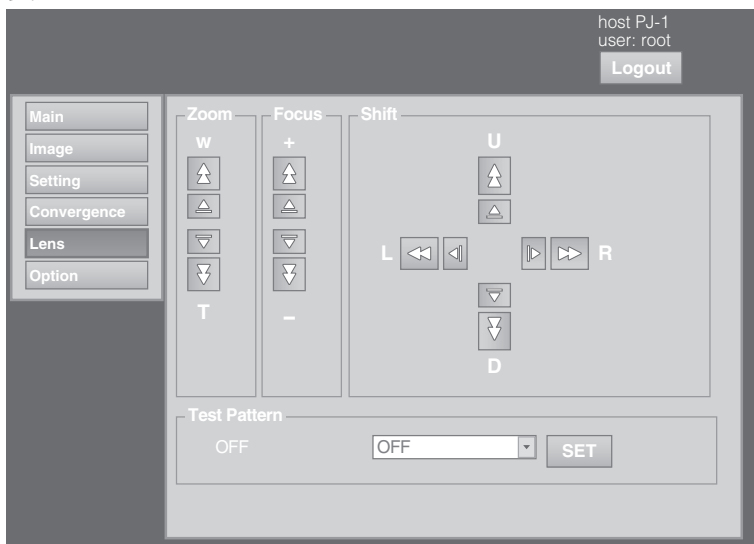 host PJ-1
user: root
Logout
Main
Image
Setting
Convergence
Lens
Option
Zoom
W
T
Focus
+
–
Shift
U
L
R
D
Test Pattern
OFF
OFF
SET